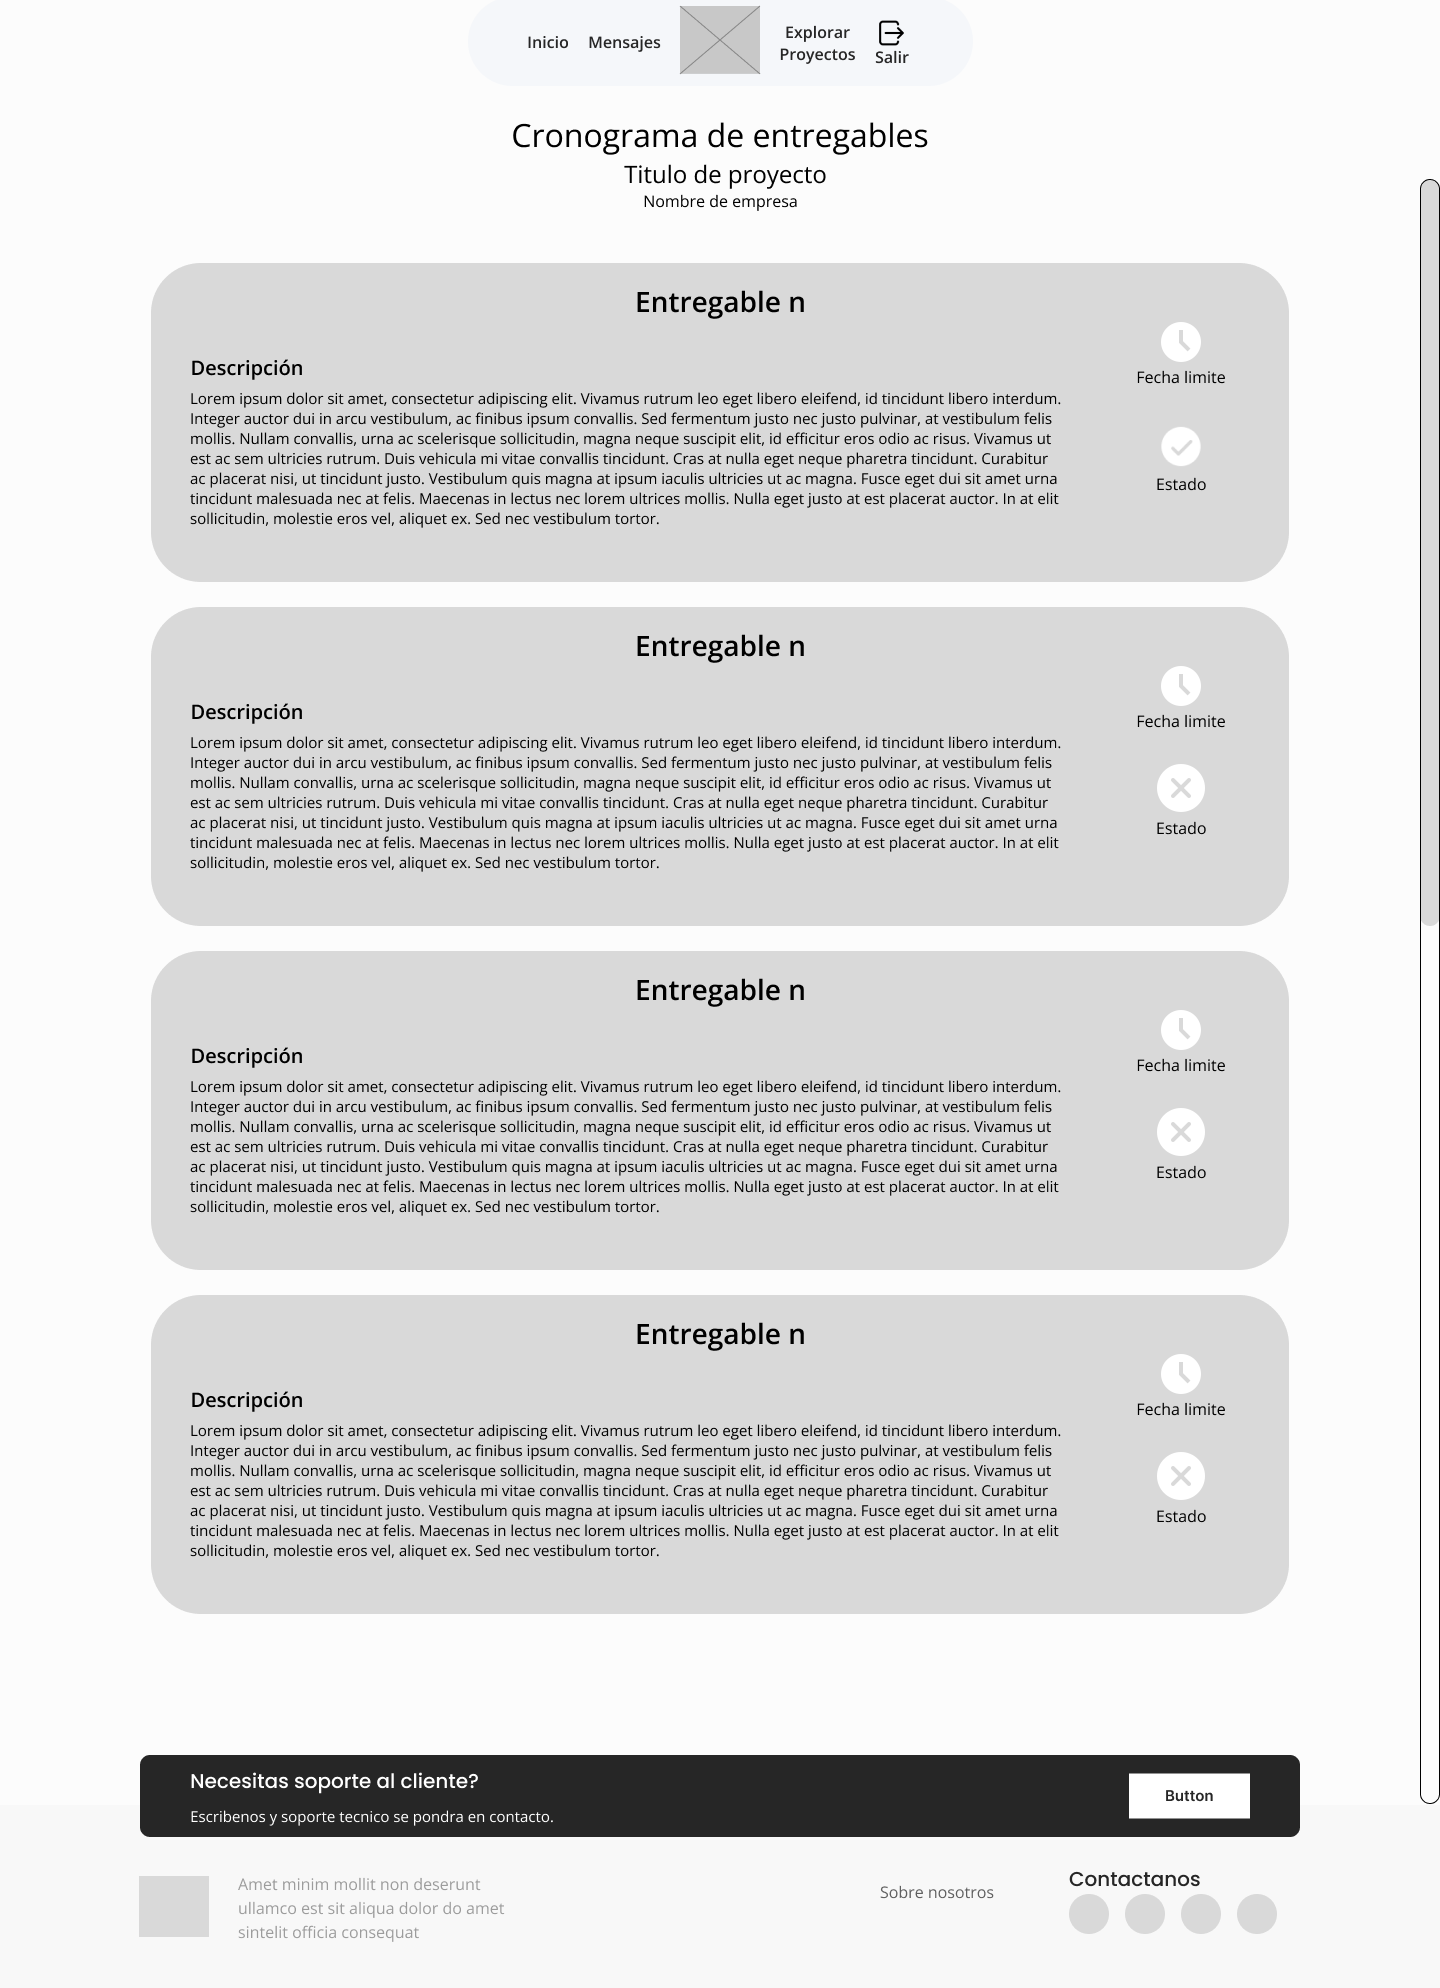 Inicio
Mensajes
Explorar
Proyectos
Salir
Cronograma de entregables
Titulo de proyecto
Nombre de empresa
Entregable n
Descripción
Lorem ipsum dolor sit amet, consectetur adipiscing elit. Vivamus rutrum leo eget libero eleifend, id tincidunt libero interdum.
Integer auctor dui in arcu vestibulum, ac finibus ipsum convallis. Sed fermentum justo nec justo pulvinar, at vestibulum felis
mollis. Nullam convallis, urna ac scelerisque sollicitudin, magna neque suscipit elit, id efficitur eros odio ac risus. Vivamus ut
est ac sem ultricies rutrum. Duis vehicula mi vitae convallis tincidunt. Cras at nulla eget neque pharetra tincidunt. Curabitur
ac placerat nisi, ut tincidunt justo. Vestibulum quis magna at ipsum iaculis ultricies ut ac magna. Fusce eget dui sit amet urna
tincidunt malesuada nec at felis. Maecenas in lectus nec lorem ultrices mollis. Nulla eget justo at est placerat auctor. In at elit
sollicitudin, molestie eros vel, aliquet ex. Sed nec vestibulum tortor.
Fecha limite
Estado
Entregable n
Descripción
Lorem ipsum dolor sit amet, consectetur adipiscing elit. Vivamus rutrum leo eget libero eleifend, id tincidunt libero interdum.
Integer auctor dui in arcu vestibulum, ac finibus ipsum convallis. Sed fermentum justo nec justo pulvinar, at vestibulum felis
mollis. Nullam convallis, urna ac scelerisque sollicitudin, magna neque suscipit elit, id efficitur eros odio ac risus. Vivamus ut
est ac sem ultricies rutrum. Duis vehicula mi vitae convallis tincidunt. Cras at nulla eget neque pharetra tincidunt. Curabitur
ac placerat nisi, ut tincidunt justo. Vestibulum quis magna at ipsum iaculis ultricies ut ac magna. Fusce eget dui sit amet urna
tincidunt malesuada nec at felis. Maecenas in lectus nec lorem ultrices mollis. Nulla eget justo at est placerat auctor. In at elit
sollicitudin, molestie eros vel, aliquet ex. Sed nec vestibulum tortor.
Fecha limite
Estado
Entregable n
Descripción
Lorem ipsum dolor sit amet, consectetur adipiscing elit. Vivamus rutrum leo eget libero eleifend, id tincidunt libero interdum.
Integer auctor dui in arcu vestibulum, ac finibus ipsum convallis. Sed fermentum justo nec justo pulvinar, at vestibulum felis
mollis. Nullam convallis, urna ac scelerisque sollicitudin, magna neque suscipit elit, id efficitur eros odio ac risus. Vivamus ut
est ac sem ultricies rutrum. Duis vehicula mi vitae convallis tincidunt. Cras at nulla eget neque pharetra tincidunt. Curabitur
ac placerat nisi, ut tincidunt justo. Vestibulum quis magna at ipsum iaculis ultricies ut ac magna. Fusce eget dui sit amet urna
tincidunt malesuada nec at felis. Maecenas in lectus nec lorem ultrices mollis. Nulla eget justo at est placerat auctor. In at elit
sollicitudin, molestie eros vel, aliquet ex. Sed nec vestibulum tortor.
Fecha limite
Estado
Entregable n
Descripción
Lorem ipsum dolor sit amet, consectetur adipiscing elit. Vivamus rutrum leo eget libero eleifend, id tincidunt libero interdum.
Integer auctor dui in arcu vestibulum, ac finibus ipsum convallis. Sed fermentum justo nec justo pulvinar, at vestibulum felis
mollis. Nullam convallis, urna ac scelerisque sollicitudin, magna neque suscipit elit, id efficitur eros odio ac risus. Vivamus ut
est ac sem ultricies rutrum. Duis vehicula mi vitae convallis tincidunt. Cras at nulla eget neque pharetra tincidunt. Curabitur
ac placerat nisi, ut tincidunt justo. Vestibulum quis magna at ipsum iaculis ultricies ut ac magna. Fusce eget dui sit amet urna
tincidunt malesuada nec at felis. Maecenas in lectus nec lorem ultrices mollis. Nulla eget justo at est placerat auctor. In at elit
sollicitudin, molestie eros vel, aliquet ex. Sed nec vestibulum tortor.
Fecha limite
Estado
Necesitas soporte al cliente?
Escribenos y soporte tecnico se pondra en contacto.
Button
Amet minim mollit non deserunt
ullamco est sit aliqua dolor do amet
sintelit officia consequat
Sobre nosotros
Contactanos